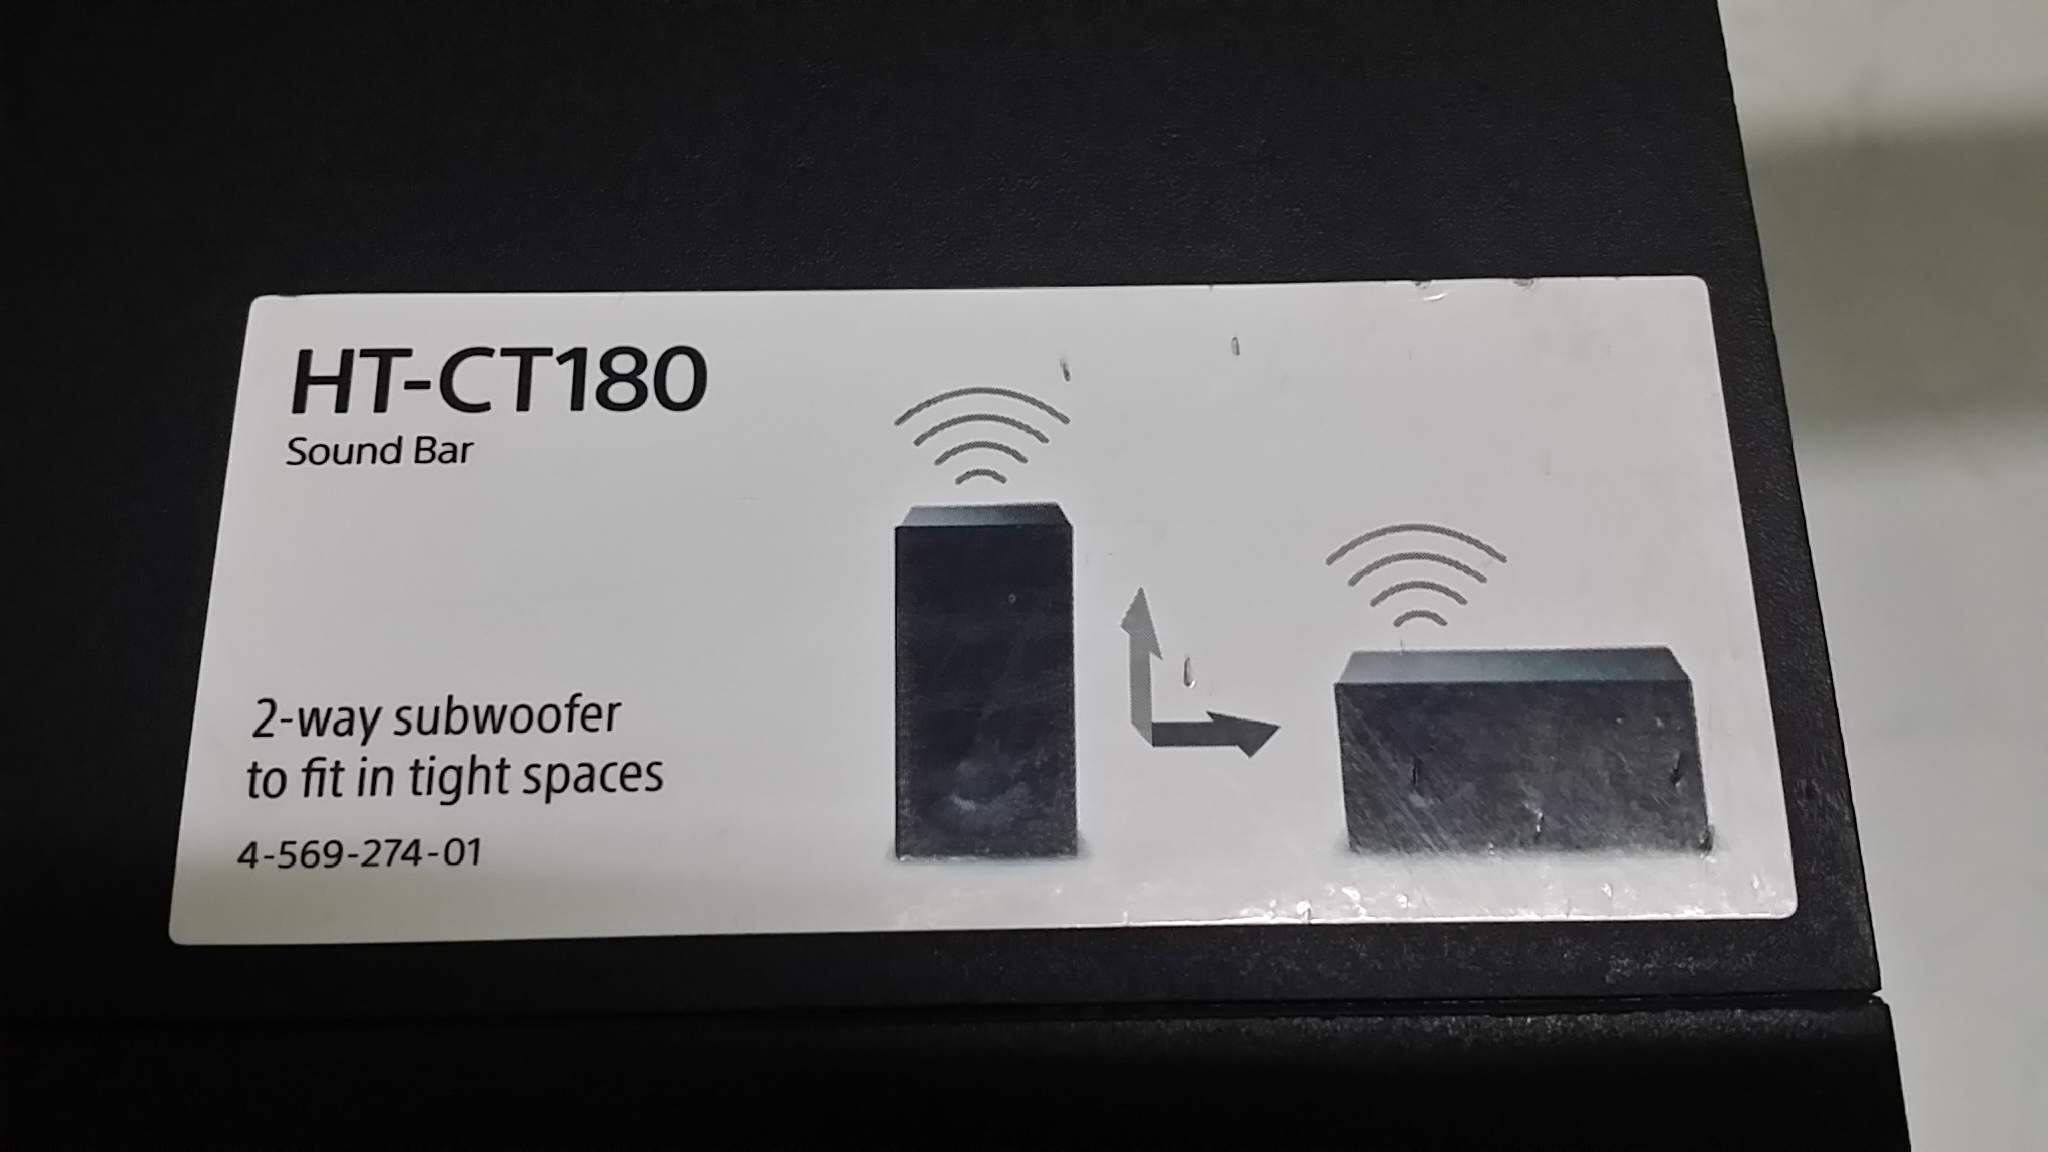 HT-CT180
Sound Bar
2-way subwoofer
to fit in tight spaces
4-569-274-01